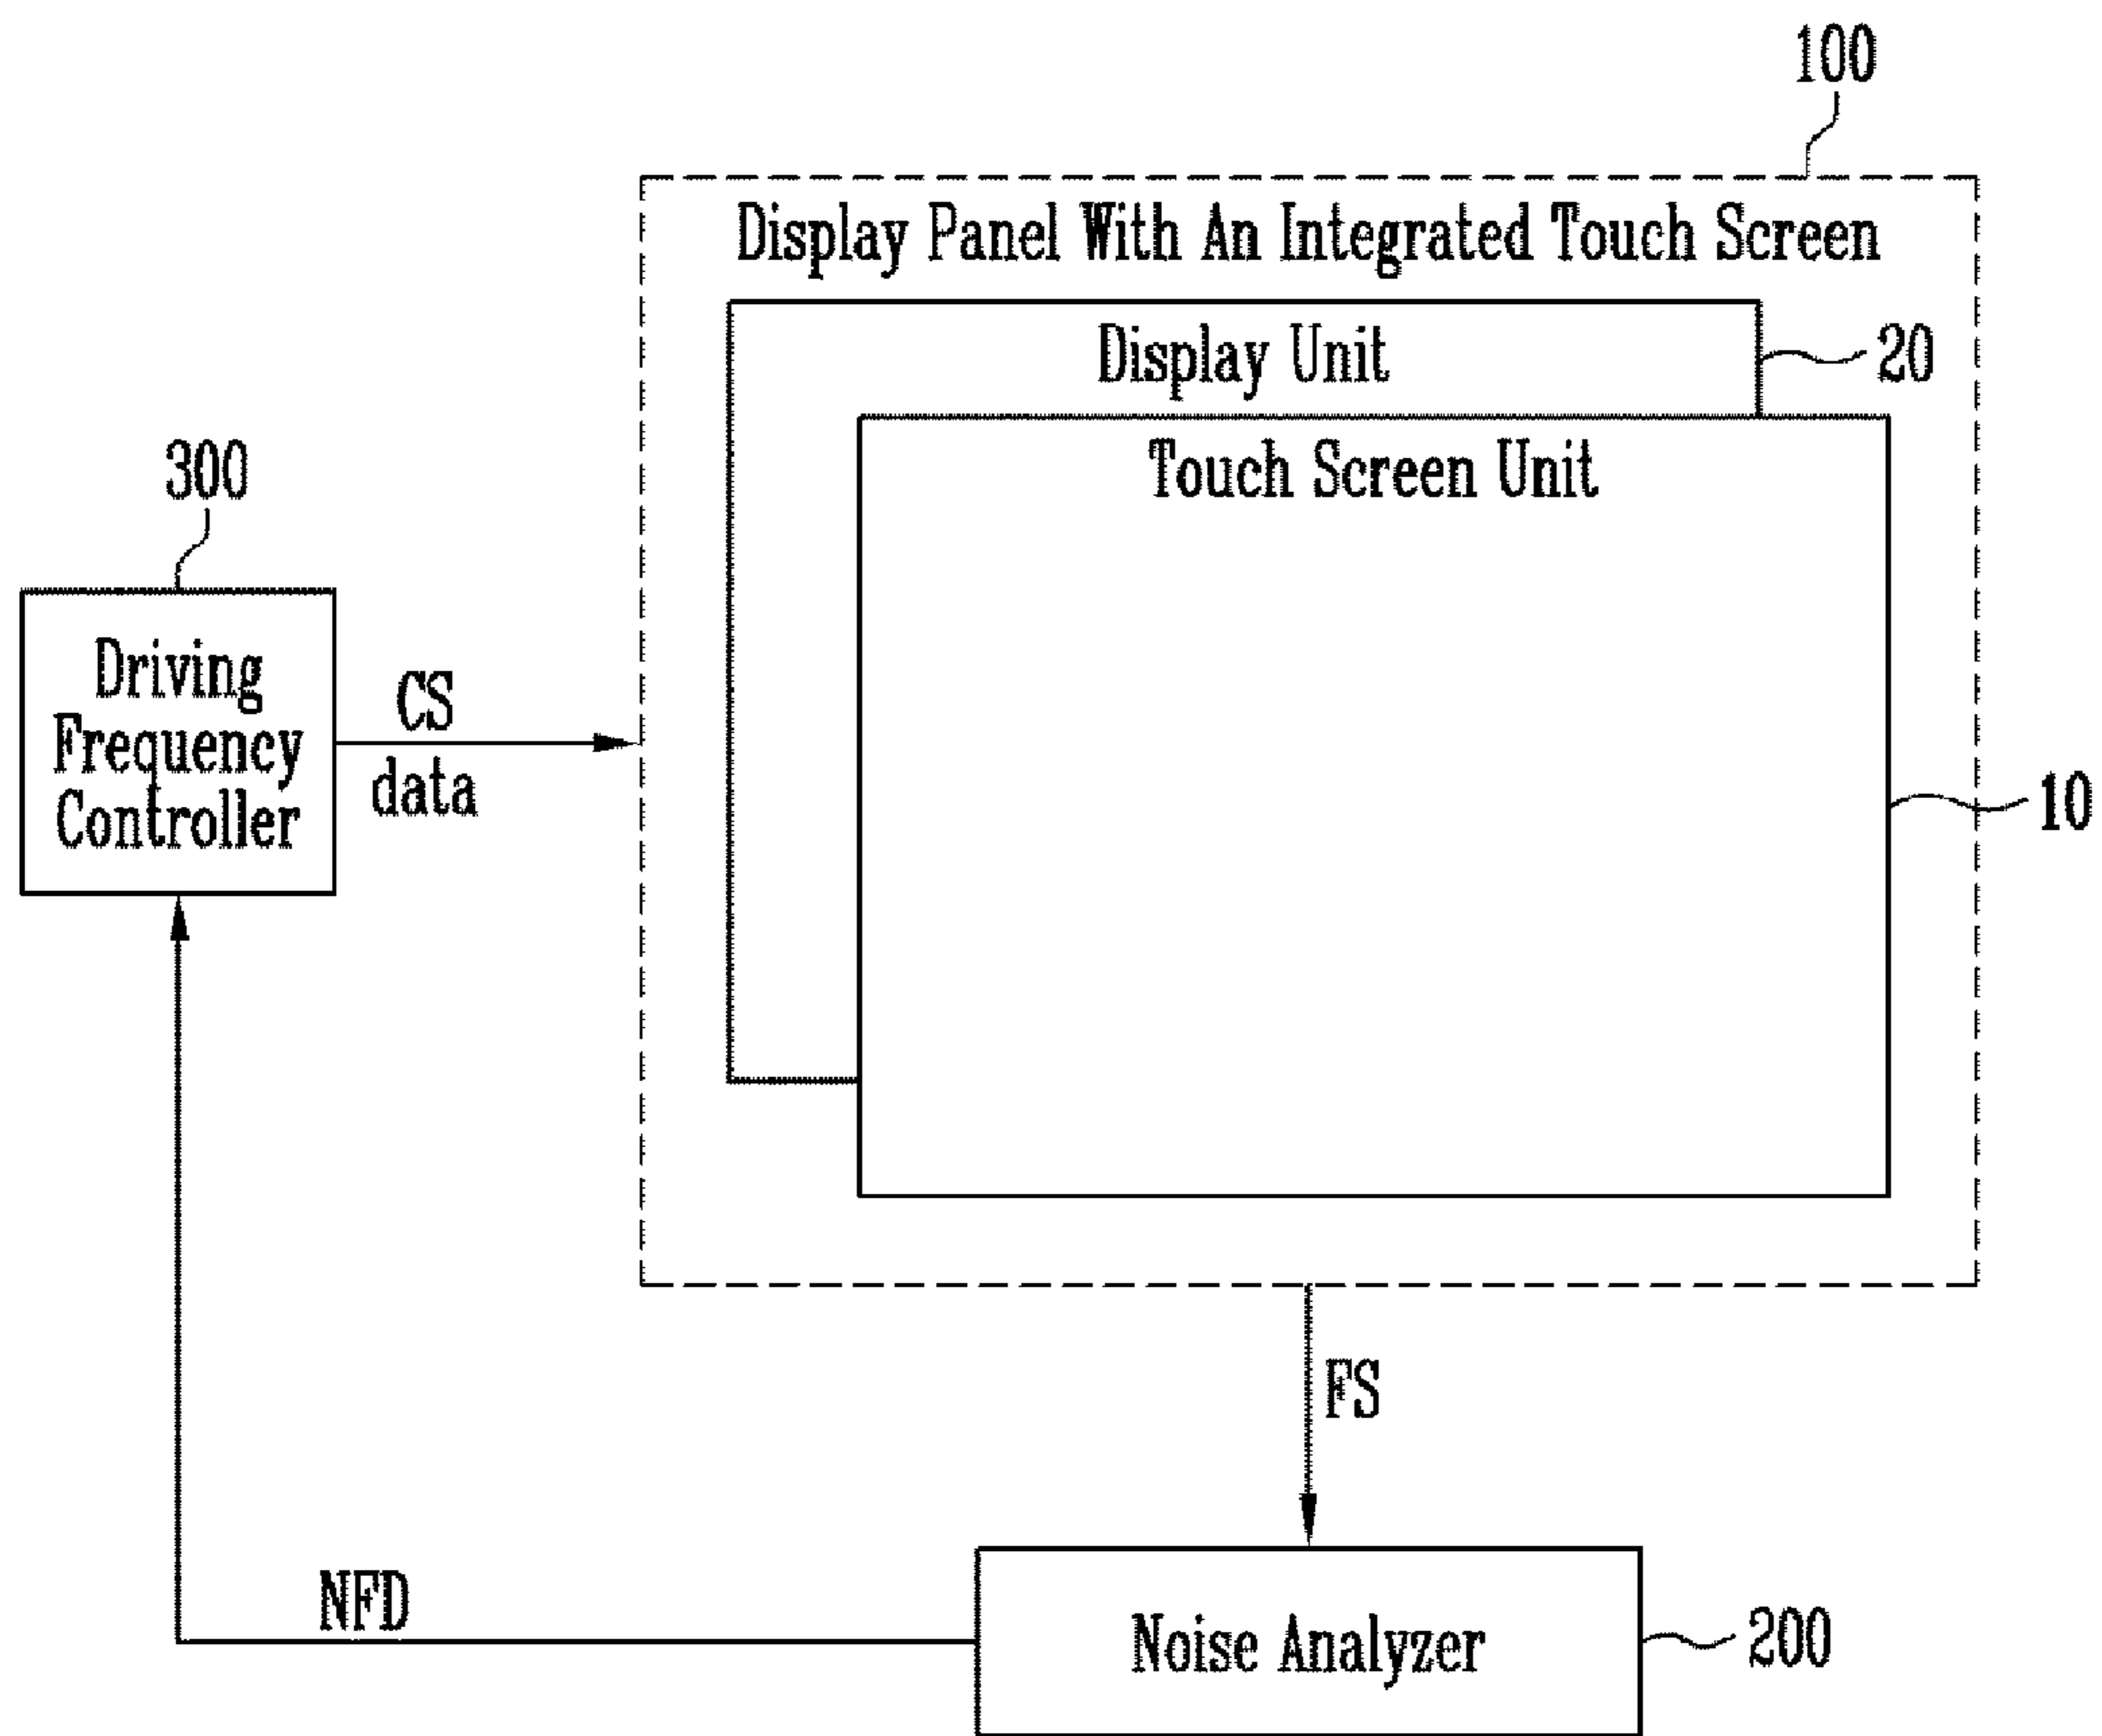 100
Display Panel With An Integrated Touch Screen
Display Unit
20
Touch Screen Unit
300
Driving
Frequency
Controller
CS
data
10
FS
NFD
Noise Analyzer
200